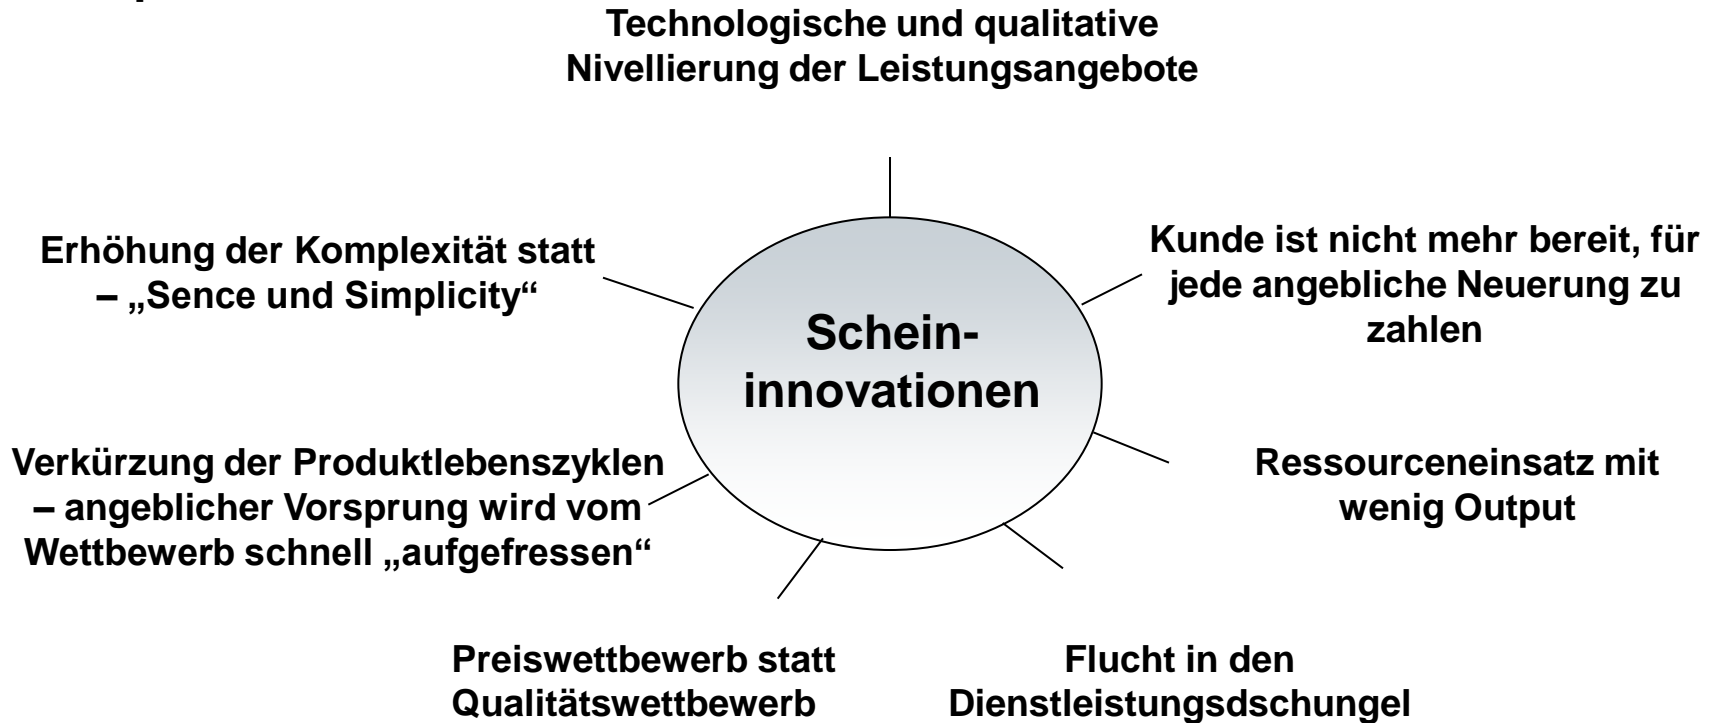 Technologische und qualitative
Nivellierung der Leistungsangebote
Erhöhung der Komplexität statt
– „Sence und Simplicity“
Kunde ist nicht mehr bereit, für
jede angebliche Neuerung zu
zahlen
Schein-
innovationen
Verkürzung der Produktlebenszyklen
– angeblicher Vorsprung wird vom
Wettbewerb schnell „aufgefressen“
Ressourceneinsatz mit
wenig Output
Preiswettbewerb statt
Qualitätswettbewerb
Flucht in den
Dienstleistungsdschungel